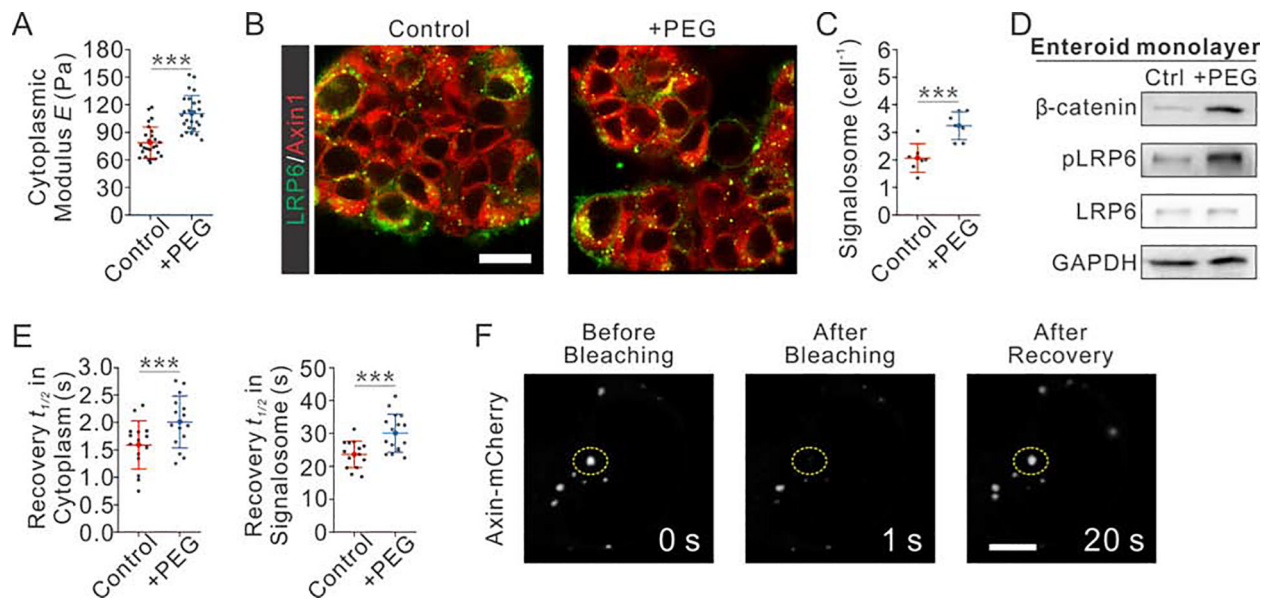 A
Cytoplasmic
Modulus E (Pa)
180
150
120
90
60
30
0
***
Control
+PEG
B
Control
+PEG
LRP6/Axin1
C
Signalosome (cell⁻¹)
6
5
4
3
2
1
0
***
Control
+PEG
D
Enteroid monolayer
Ctrl +PEG
β-catenin
pLRP6
LRP6
GAPDH
E
Recovery t1/2 in
Cytoplasm (s)
3.0
2.5
2.0
1.5
1.0
0.5
0.0
***
Control
+PEG
Recovery t1/2 in
Signalosome (s)
50
40
30
20
10
0
***
Control
+PEG
F
Before
Bleaching
After
Bleaching
After
Recovery
Axin-mCherry
0 s
1 s
20 s